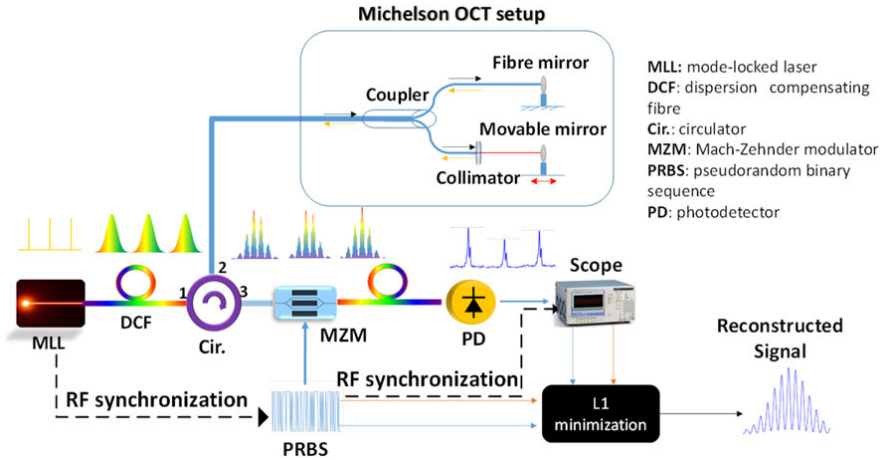 Michelson OCT setup
Fibre mirror
Coupler
Movable mirror
Collimator
MLL: mode-locked laser
DCF: dispersion compensating
fibre
Cir.: circulator
MZM: Mach-Zehnder modulator
PRBS: pseudorandom binary
sequence
PD: photodetector
2
1
3
Scope
MLL
DCF
Cir.
MZM
PD
Reconstructed
Signal
RF synchronization
RF synchronization
PRBS
L1
minimization